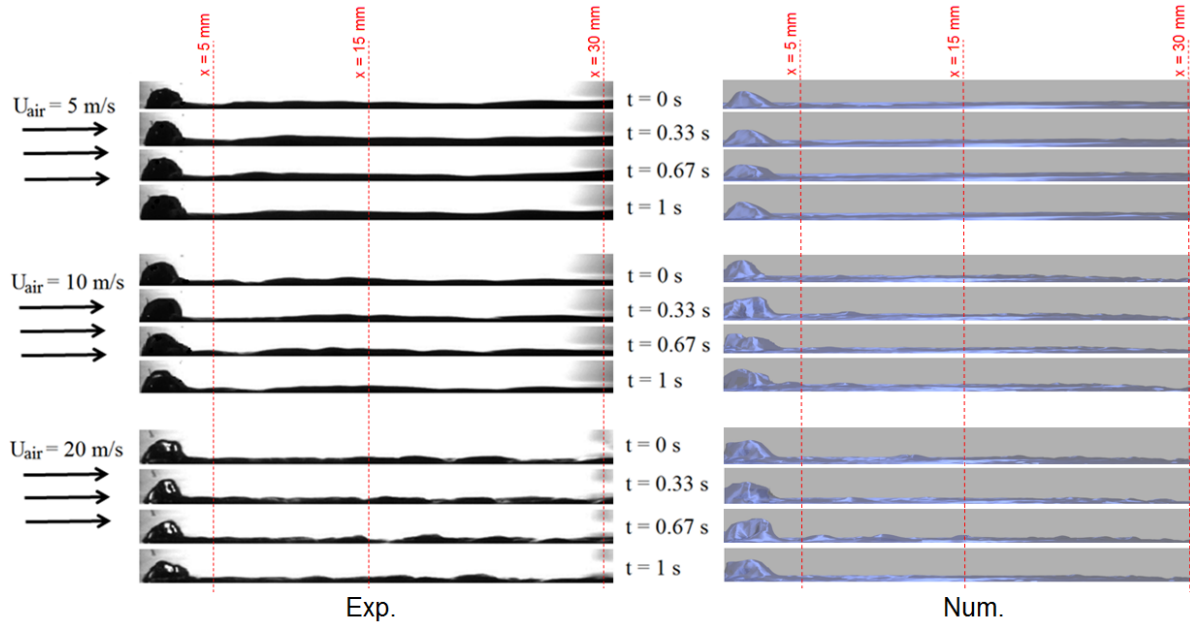 x = 5 mm
x = 15 mm
x = 30 mm
x = 5 mm
x = 15 mm
x = 30 mm
Uair = 5 m/s
t = 0 s
t = 0.33 s
t = 0.67 s
t = 1 s
Uair = 10 m/s
t = 0 s
t = 0.33 s
t = 0.67 s
t = 1 s
Uair = 20 m/s
t = 0 s
t = 0.33 s
t = 0.67 s
t = 1 s
Exp.
Num.